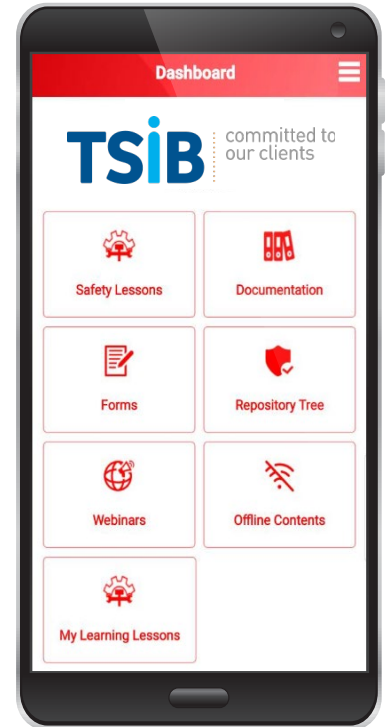 Dashboard
TSiB
committed to
our clients
Safety Lessons
Documentation
Forms
Repository Tree
Webinars
Offline Contents
My Learning Lessons